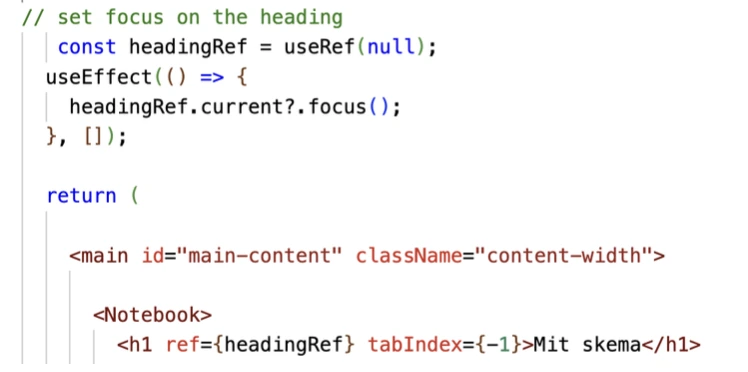 // set focus on the heading
const headingRef = useRef(null);
useEffect(() => {
headingRef.current?.focus();
}, []);
return (
<main id="main-content" className="content-width">
<Notebook>
<h1 ref={headingRef} tabIndex={-1}>Mit skema</h1>